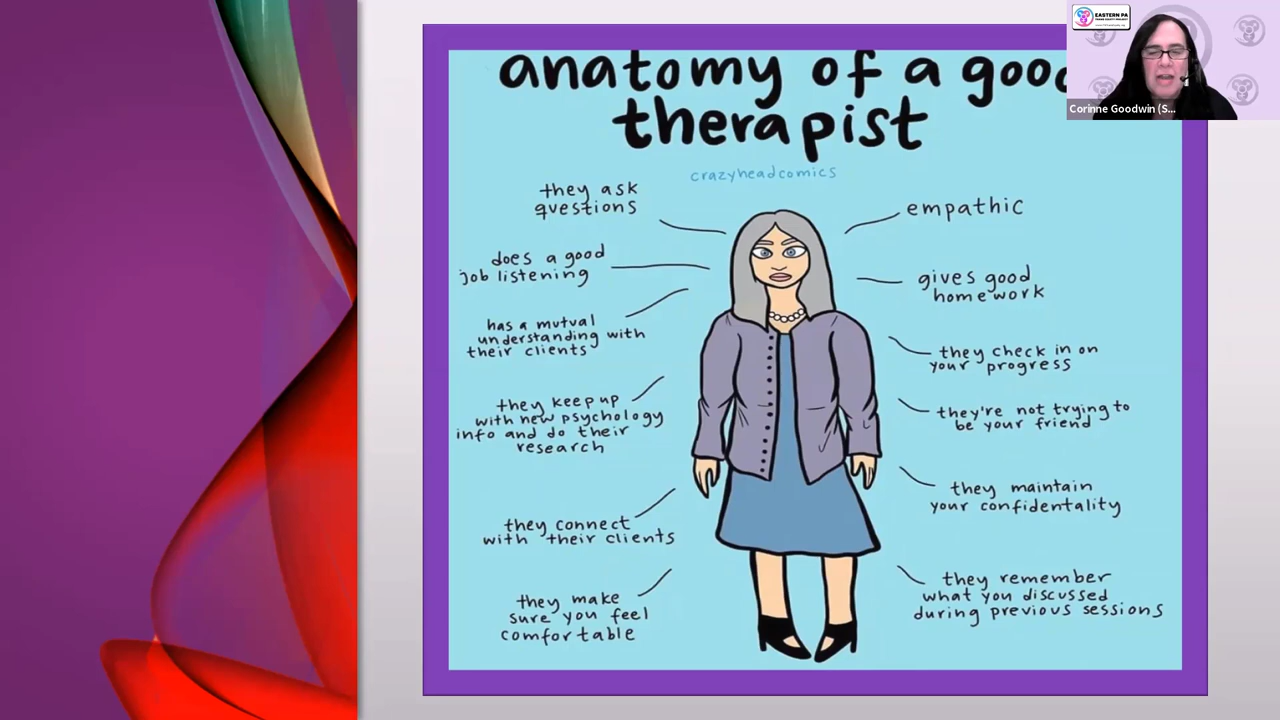 anatomy of a good
therapist
crazyheadcomics
they ask
questions
does a good
job listening
has a mutual
understanding with
their clients
they keep up
with new psychology
info and do their
research
they connect
with their clients
they make
sure you feel
comfortable
empathic
gives good
homework
they check in on
your progress
they're not trying to
be your friend
they maintain
your confidentality
they remember
what you discussed
during previous sessions
EASTERN PA
Corinne Goodwin (S...